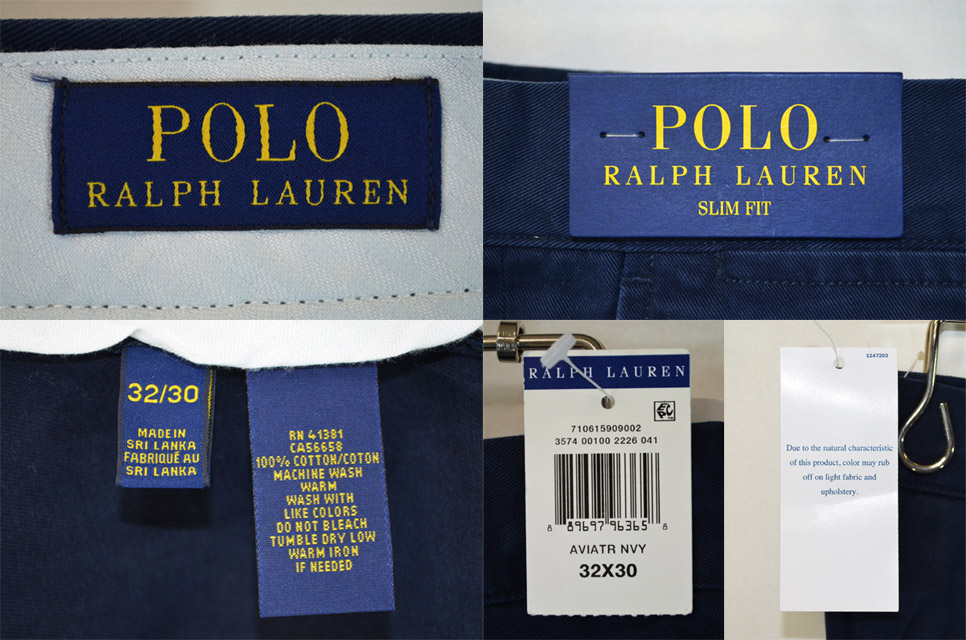 POLO
RALPH LAUREN
POLO
RALPH LAUREN
SLIM FIT
32/30
MADE IN
SRI LANKA
FABRIQUÉ AU
SRI LANKA
RN 41381
CA56658
100% COTTON/COTON
MACHINE WASH
WARM
WASH WITH
LIKE COLORS
DO NOT BLEACH
TUMBLE DRY LOW
WARM IRON
IF NEEDED
RALPH LAUREN
710615909002
3574 00100 2226 041
8 89697 96365 8
AVIATR NVY
32X30
1147203
Due to the natural characteristic
of this product, color may rub
off on light fabric and
upholstery.